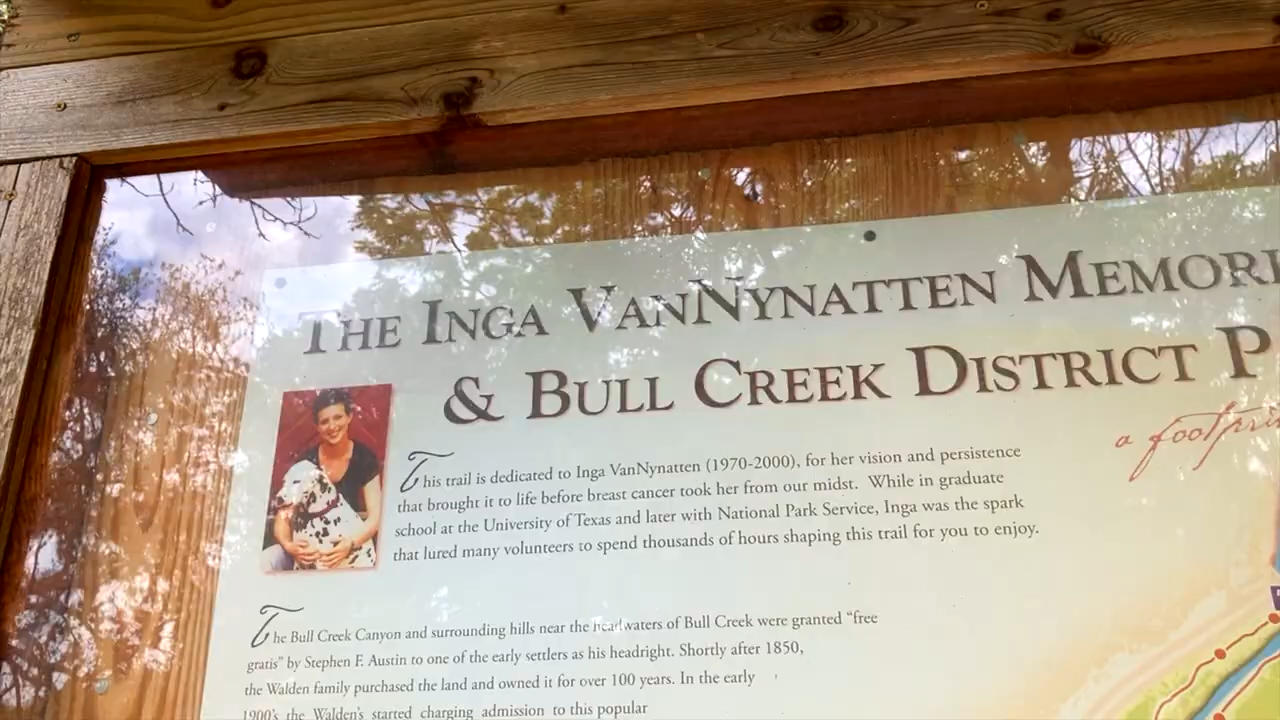 THE INGA VANNYNATTEN MEMORI
& BULL CREEK DISTRICT P
a footpri
This trail is dedicated to Inga VanNynatten (1970-2000), for her vision and persistence
that brought it to life before breast cancer took her from our midst. While in graduate
school at the University of Texas and later with National Park Service, Inga was the spark
that lured many volunteers to spend thousands of hours shaping this trail for you to enjoy.
The Bull Creek Canyon and surrounding hills near the headwaters of Bull Creek were granted “free
gratis” by Stephen F. Austin to one of the early settlers as his headright. Shortly after 1850,
the Walden family purchased the land and owned it for over 100 years. In the early
1900's the Walden's started charging admission to this popular